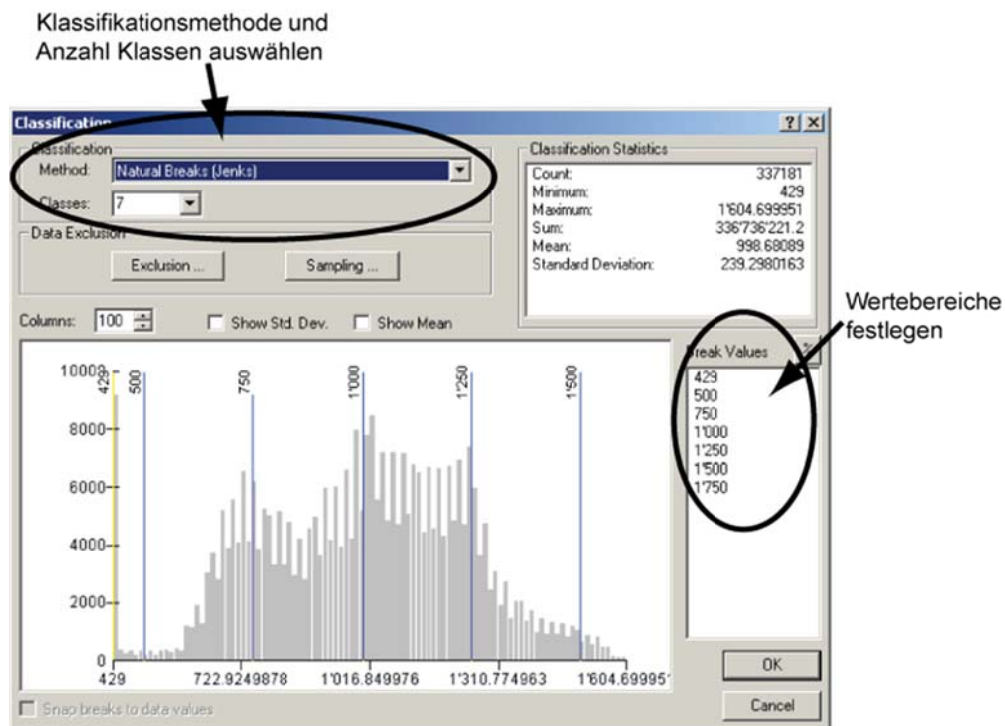 Klassifikationsmethode und
Anzahl Klassen auswählen
Classification
Classification
Method: Natural Breaks (Jenks)
Classes: 7
Data Exclusion
Exclusion ...
Sampling ...
Columns: 100
Show Std. Dev.
Show Mean
Classification Statistics
Count: 337181
Minimum: 429
Maximum: 1'604.699951
Sum: 336'736'221.2
Mean: 998.68089
Standard Deviation: 239.2980163
Wertebereiche
festlegen
Break Values
%
429
500
750
1'000
1'250
1'500
1'750
10000
8000
6000
4000
2000
0
429
500
750
1'000
1'250
1'500
429
722.9249878
1'016.849976
1'310.774963
1'604.69995
Snap breaks to data values
OK
Cancel